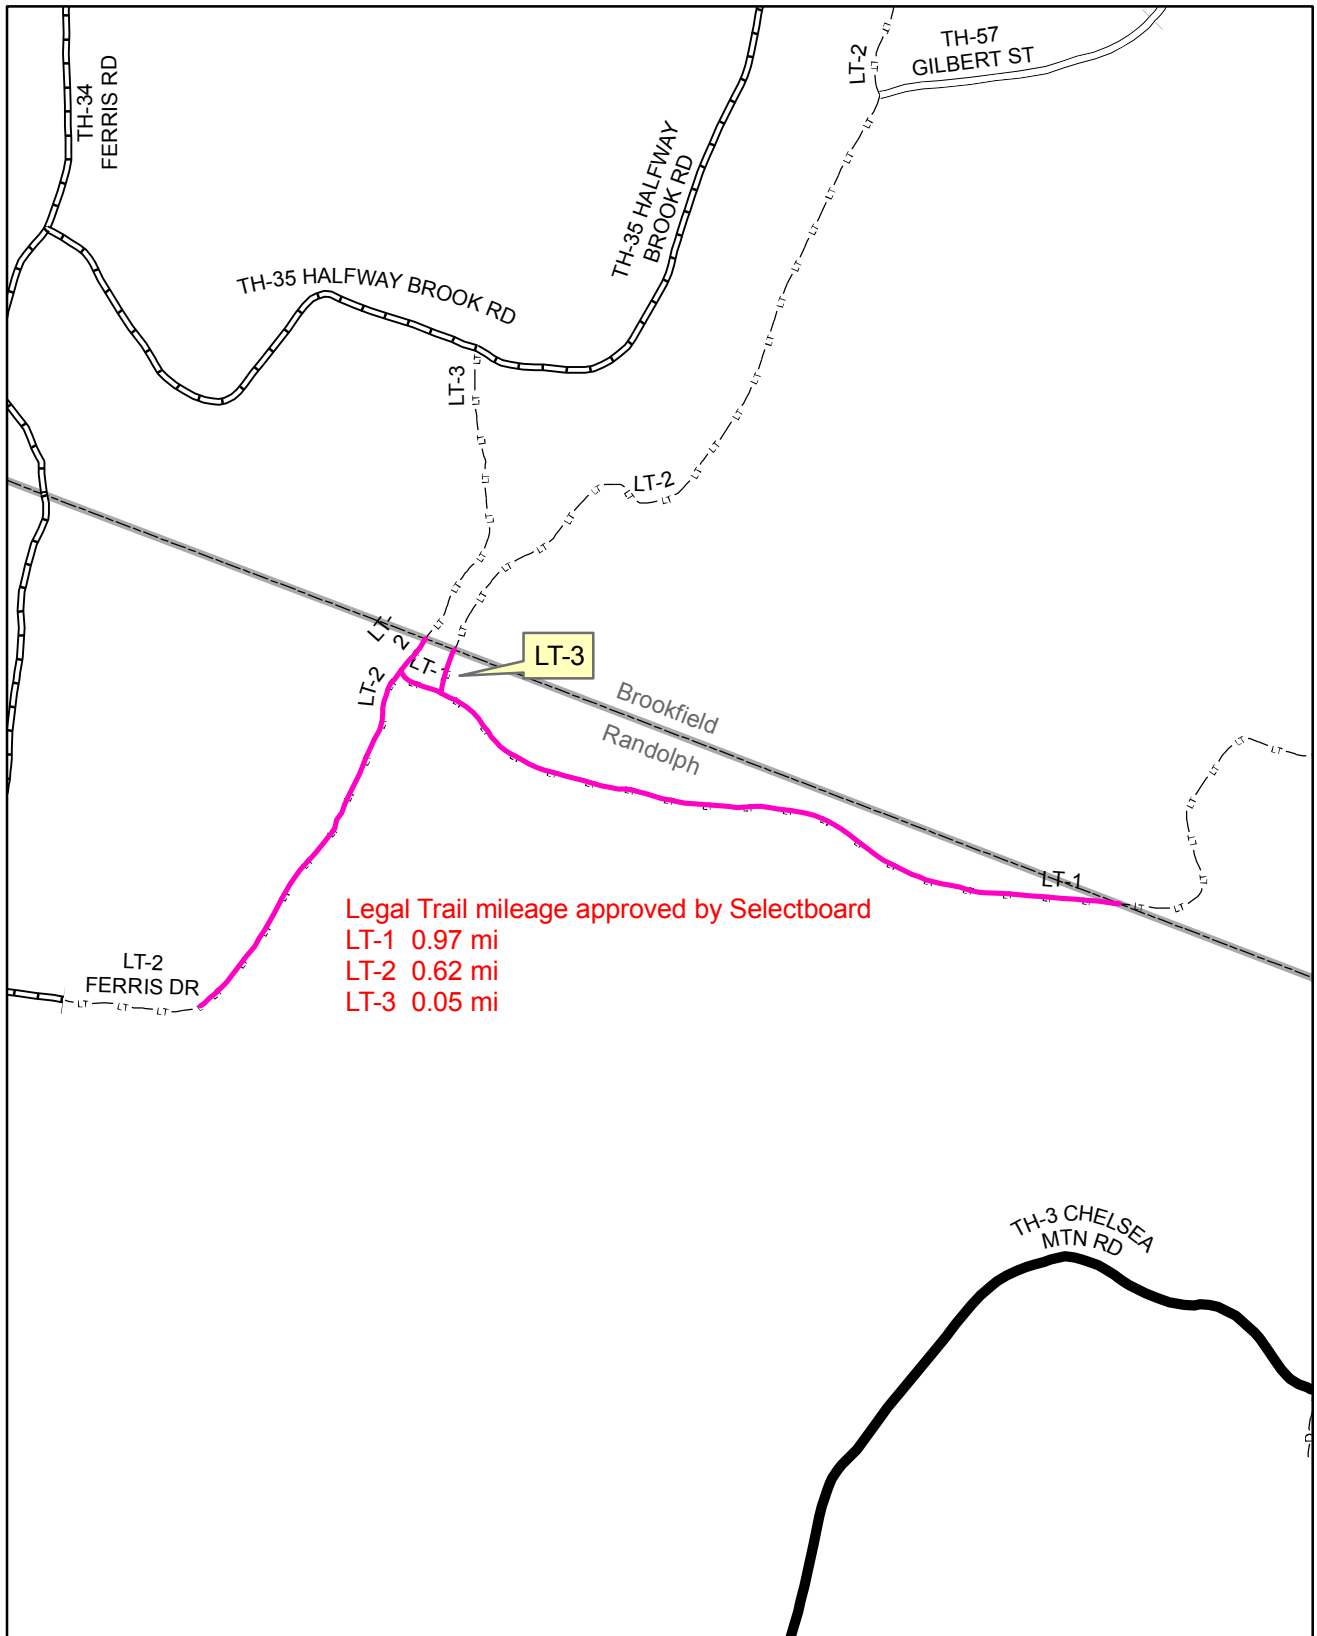 TH-34
FERRIS RD
LT-2
TH-57
GILBERT ST
TH-35 HALFWAY
BROOK RD
TH-35 HALFWAY BROOK RD
LT-3
LT-2
LT-
2
LT-
LT-3
LT-2
Brookfield
Randolph
LT-1
Legal Trail mileage approved by Selectboard
LT-1 0.97 mi
LT-2 0.62 mi
LT-3 0.05 mi
LT-2
FERRIS DR
TH-3 CHELSEA
MTN RD